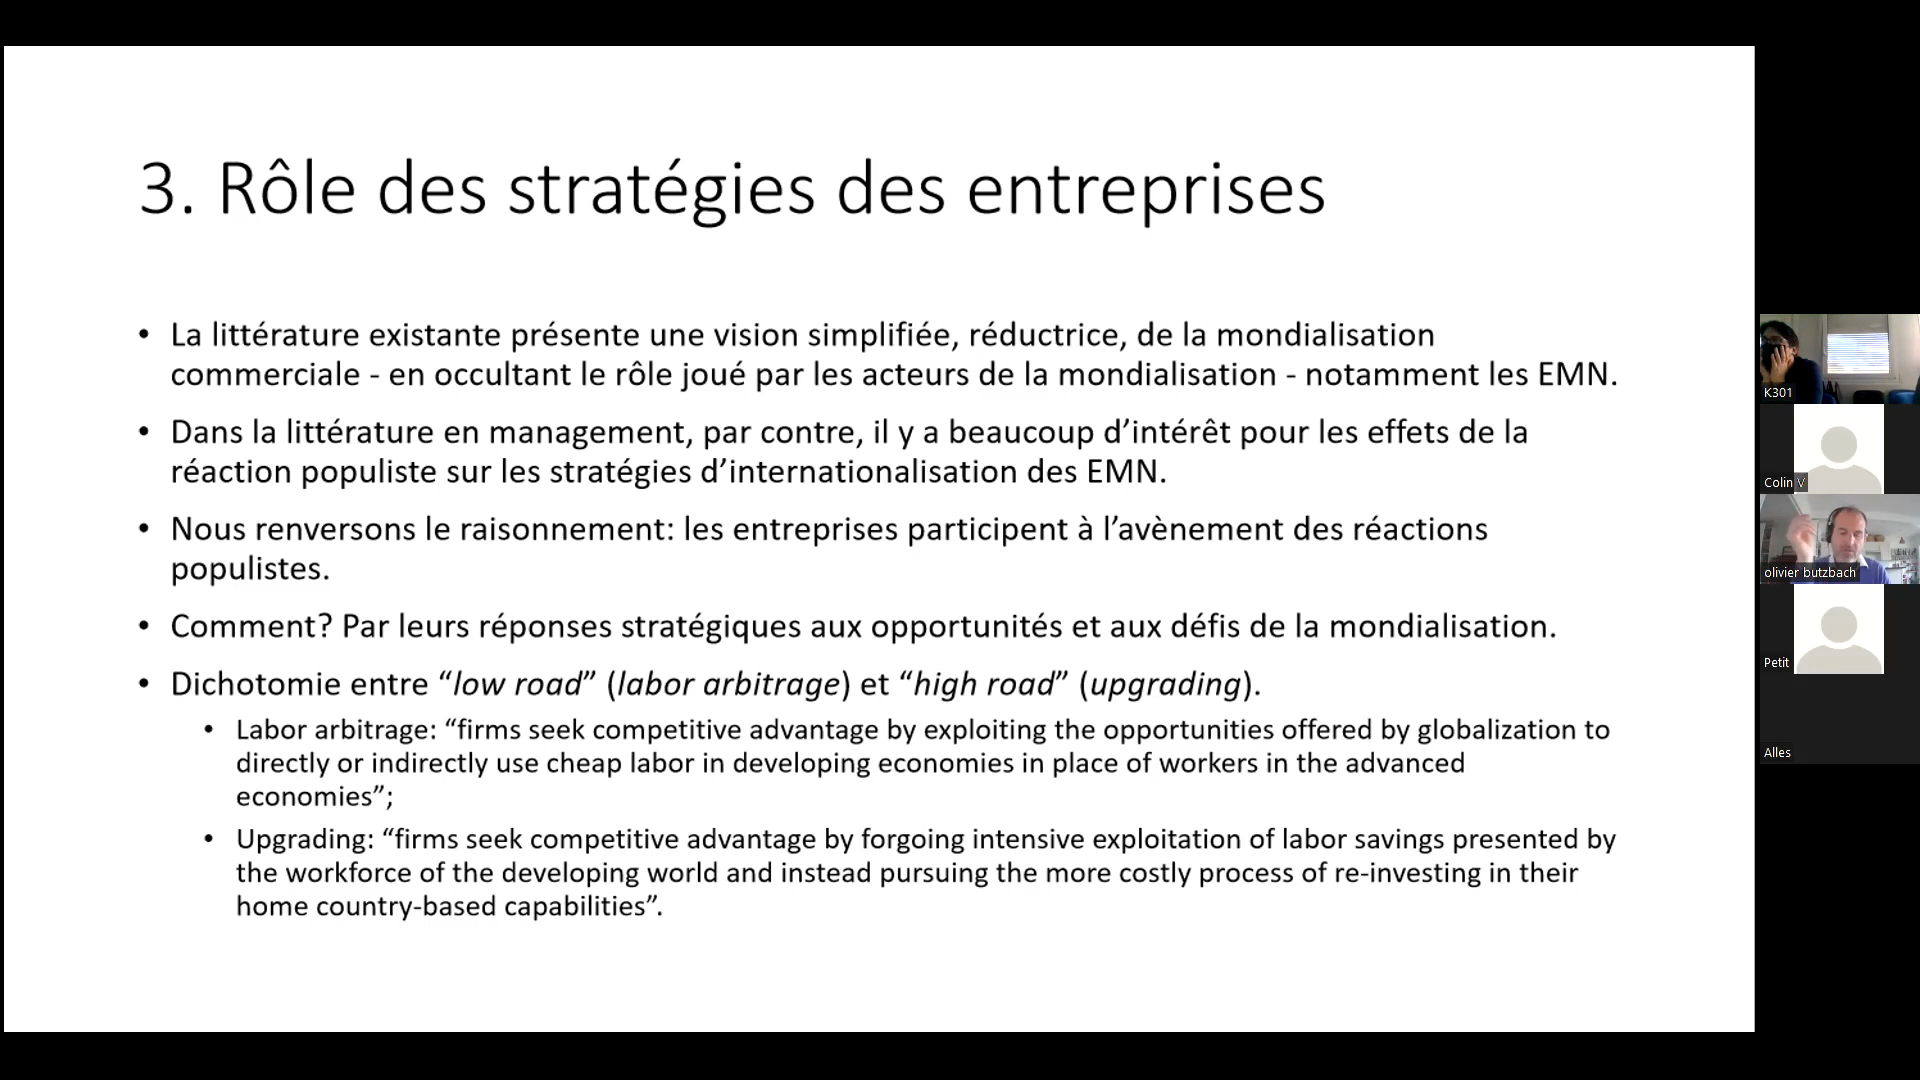 3. Rôle des stratégies des entreprises
• La littérature existante présente une vision simplifiée, réductrice, de la mondialisation
commerciale - en occultant le rôle joué par les acteurs de la mondialisation - notamment les EMN.
• Dans la littérature en management, par contre, il y a beaucoup d’intérêt pour les effets de la
réaction populiste sur les stratégies d’internationalisation des EMN.
• Nous renversons le raisonnement: les entreprises participent à l’avènement des réactions
populistes.
• Comment? Par leurs réponses stratégiques aux opportunités et aux défis de la mondialisation.
• Dichotomie entre “low road” (labor arbitrage) et “high road” (upgrading).
• Labor arbitrage: “firms seek competitive advantage by exploiting the opportunities offered by globalization to
directly or indirectly use cheap labor in developing economies in place of workers in the advanced
economies”;
• Upgrading: “firms seek competitive advantage by forgoing intensive exploitation of labor savings presented by
the workforce of the developing world and instead pursuing the more costly process of re-investing in their
home country-based capabilities”.
K301
Colin V
olivier butzbach
Petit
Alles